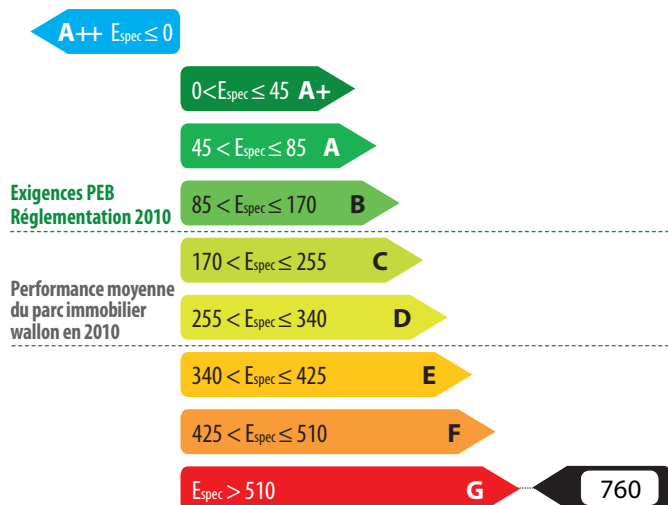 A++ Espec ≤ 0
0<Espec ≤ 45 A+
45 < Espec ≤ 85 A
Exigences PEB
Réglementation 2010
85 < Espec ≤ 170 B
170 < Espec ≤ 255 C
Performance moyenne
du parc immobilier
wallon en 2010
255 < Espec ≤ 340 D
340 < Espec ≤ 425 E
425 < Espec ≤ 510 F
Espec > 510 G
760